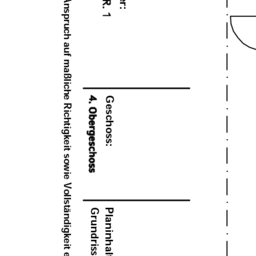 R. 1
Geschoss:
4. Obergeschoss
Planinhal
Grundriss
Anspruch auf maßliche Richtigkeit sowie Vollständigkeit